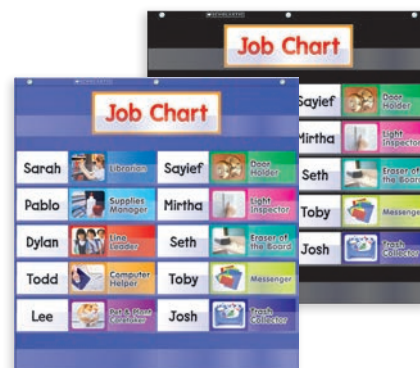 SCHOLASTIC
Job Chart
Sayief
Door Holder
Mirtha
Light Inspector
Seth
Eraser of the Board
Toby
Messenger
Josh
Trash Collector
Job Chart
Sarah
Librarian
Sayief
Door
Holder
Pablo
Supplies
Manager
Mirtha
Light
Inspector
Dylan
Line
Leader
Seth
Eraser of
the Board
Todd
Computer
Helper
Toby
Messenger
Lee
Pet & Plant
Caretaker
Josh
Trash
Collector